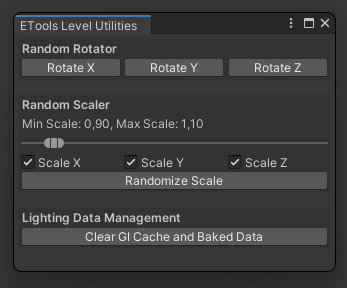 ETools Level Utilities
Random Rotator
Rotate X Rotate Y Rotate Z
Random Scaler
Min Scale: 0,90, Max Scale: 1,10
Scale X Scale Y Scale Z
Randomize Scale
Lighting Data Management
Clear GI Cache and Baked Data